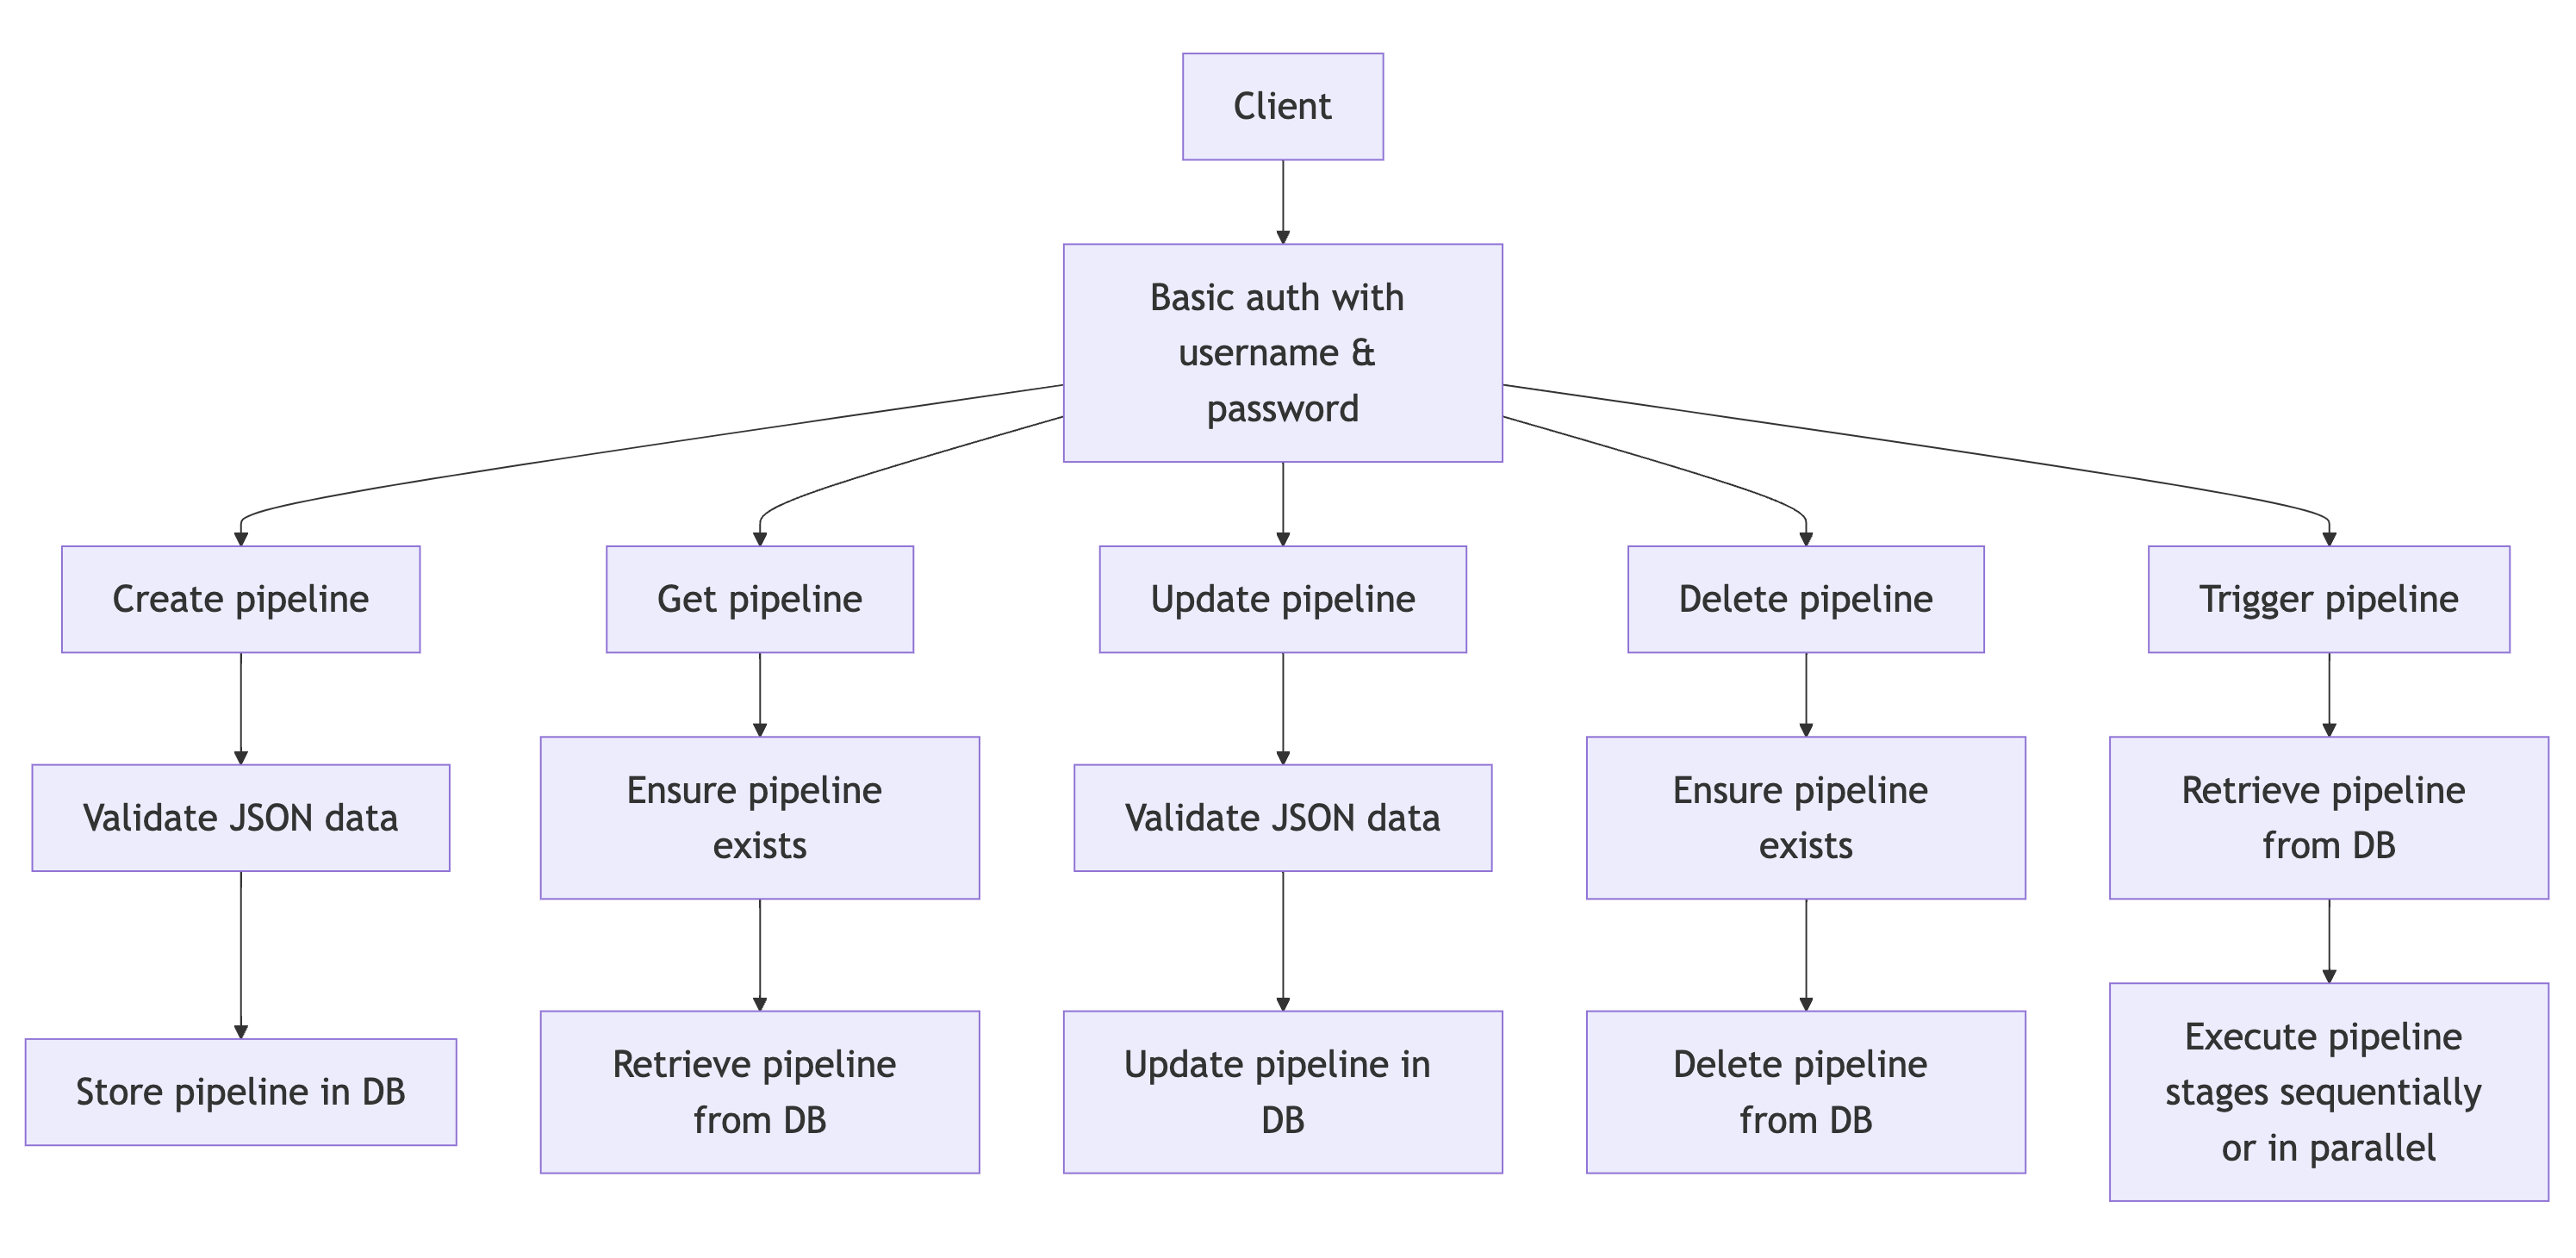 Client
Basic auth with
username &
password
Create pipeline
Get pipeline
Update pipeline
Delete pipeline
Trigger pipeline
Validate JSON data
Ensure pipeline
exists
Validate JSON data
Ensure pipeline
exists
Retrieve pipeline
from DB
Store pipeline in DB
Retrieve pipeline
from DB
Update pipeline in
DB
Delete pipeline
from DB
Execute pipeline
stages sequentially
or in parallel